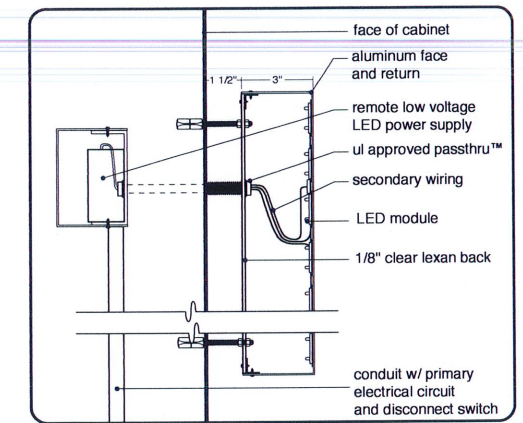 face of cabinet
aluminum face
and return
1 1/2"
3"
remote low voltage
LED power supply
ul approved passthru™
secondary wiring
LED module
1/8" clear lexan back
conduit w/ primary
electrical circuit
and disconnect switch